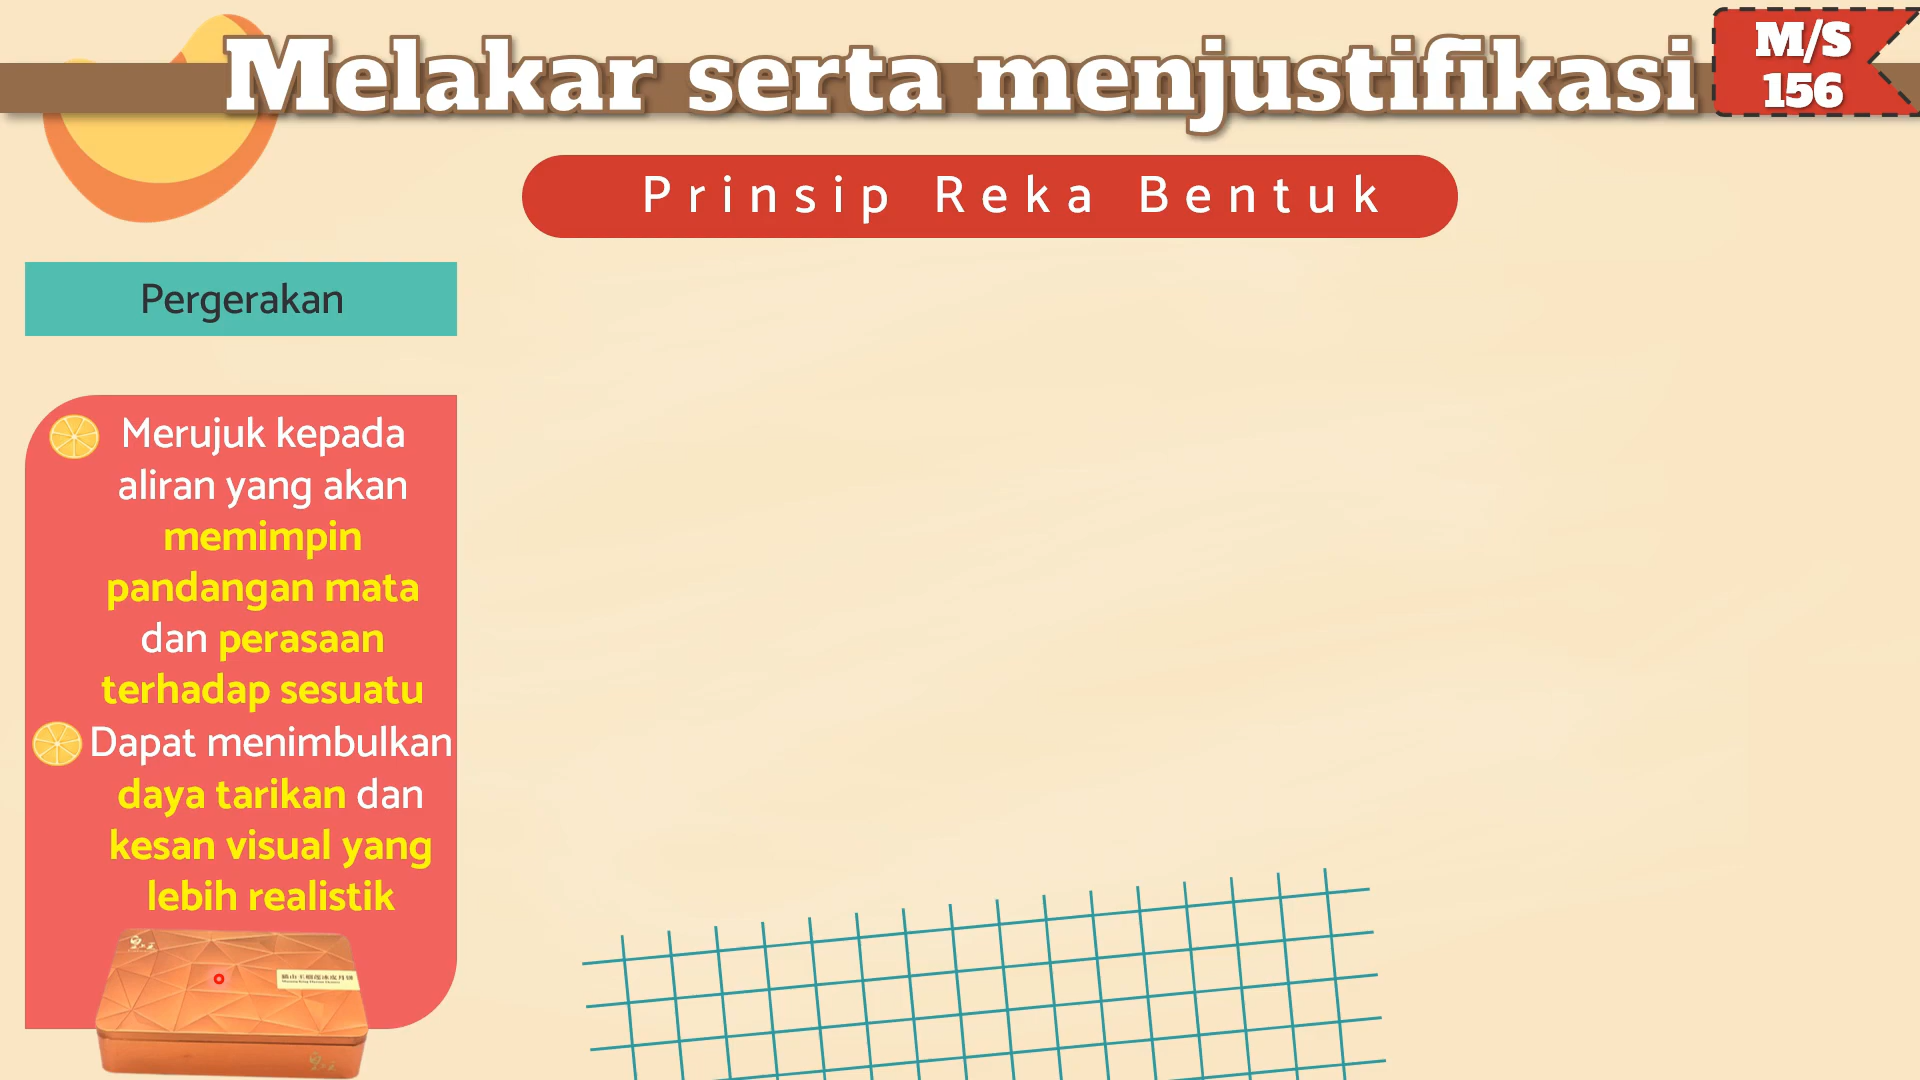 Melakar serta menjustifikasi
M/S
156
Prinsip Reka Bentuk
Pergerakan
Merujuk kepada
aliran yang akan
memimpin
pandangan mata
dan perasaan
terhadap sesuatu
Dapat menimbulkan
daya tarikan dan
kesan visual yang
lebih realistik